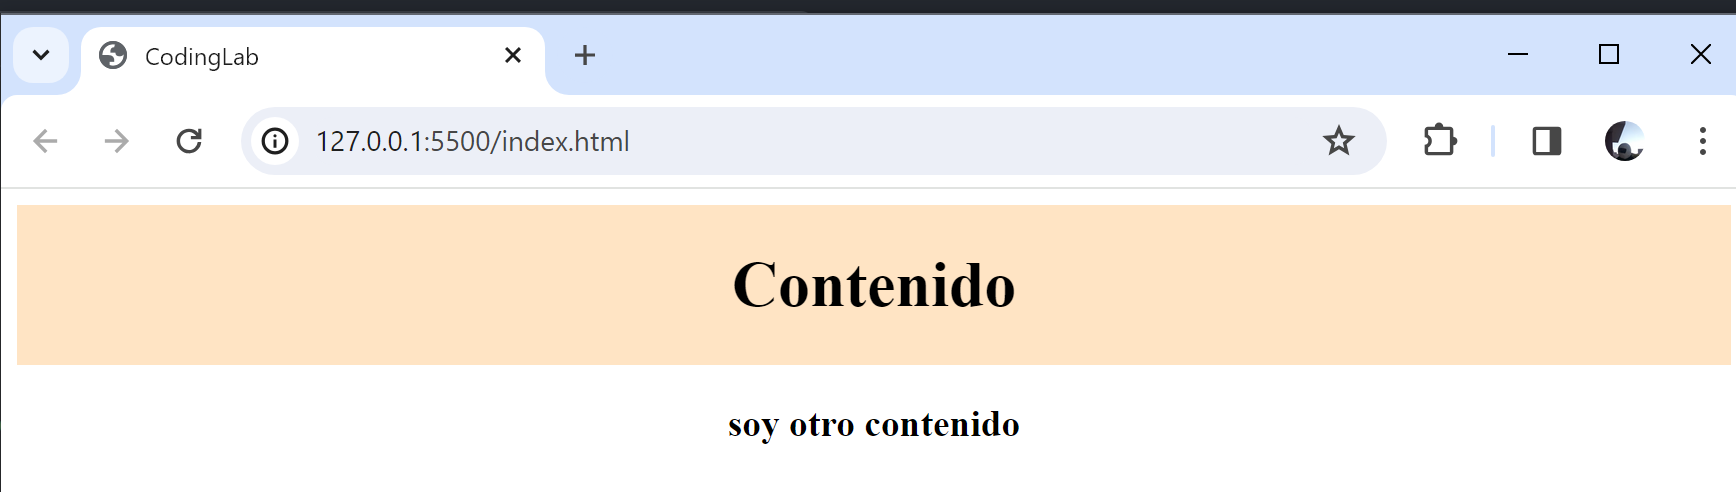 CodingLab
127.0.0.1:5500/index.html
Contenido
soy otro contenido